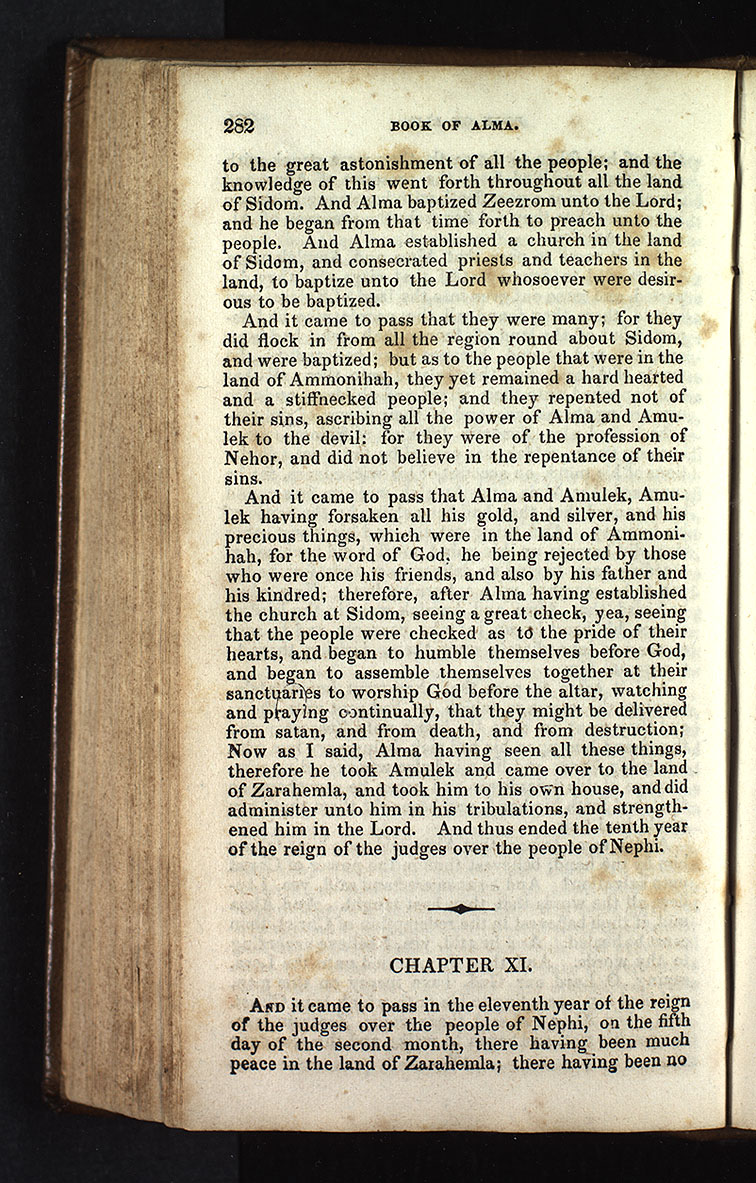 282 BOOK OF ALMA.
to the great astonishment of all the people; and the
knowledge of this went forth throughout all the land
of Sidom. And Alma baptized Zeezrom unto the Lord;
and he began from that time forth to preach unto the
people. And Alma established a church in the land
of Sidom, and consecrated priests and teachers in the
land, to baptize unto the Lord whosoever were desir-
ous to be baptized.
And it came to pass that they were many; for they
did flock in from all the region round about Sidom,
and were baptized; but as to the people that were in the
land of Ammonihah, they yet remained a hard hearted
and a stiffnecked people; and they repented not of
their sins, ascribing all the power of Alma and Amu-
lek to the devil: for they were of the profession of
Nehor, and did not believe in the repentance of their
sins.
And it came to pass that Alma and Amulek, Amu-
lek having forsaken all his gold, and silver, and his
precious things, which were in the land of Ammoni-
hah, for the word of God, he being rejected by those
who were once his friends, and also by his father and
his kindred; therefore, after Alma having established
the church at Sidom, seeing a great check, yea, seeing
that the people were checked as to the pride of their
hearts, and began to humble themselves before God,
and began to assemble themselves together at their
sanctuaries to worship God before the altar, watching
and praying continually, that they might be delivered
from satan, and from death, and from destruction;
Now as I said, Alma having seen all these things,
therefore he took Amulek and came over to the land
of Zarahemla, and took him to his own house, and did
administer unto him in his tribulations, and strength-
ened him in the Lord. And thus ended the tenth year
of the reign of the judges over the people of Nephi.
CHAPTER XI.
AND it came to pass in the eleventh year of the reign
of the judges over the people of Nephi, on the fifth
day of the second month, there having been much
peace in the land of Zarahemla; there having been no